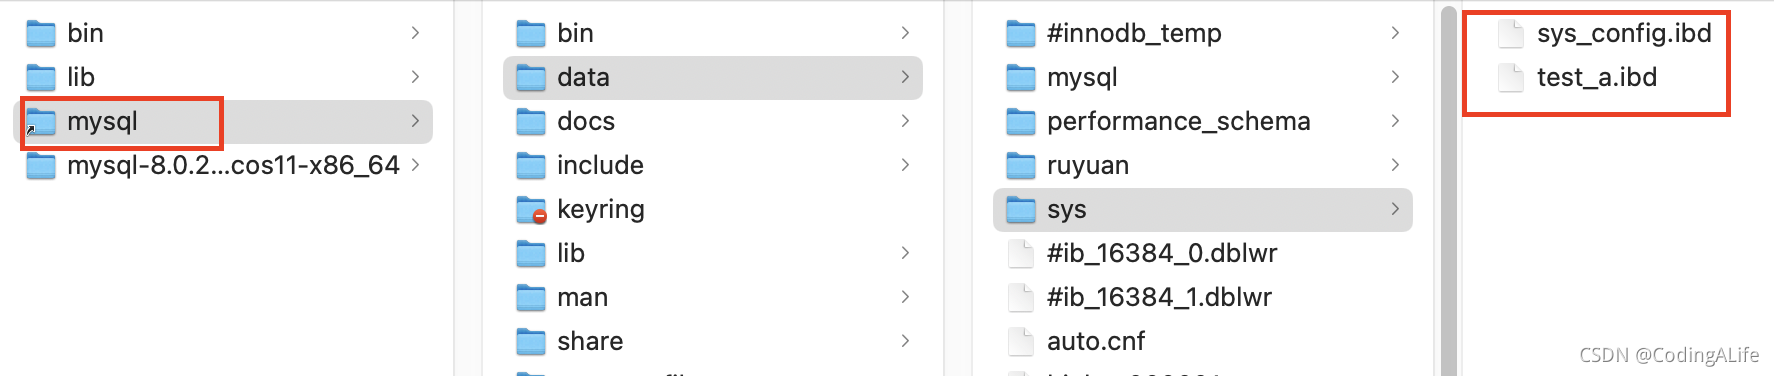 bin
lib
mysql
mysql-8.0.2...cos11-x86_64
bin
data
docs
include
keyring
lib
man
share
#innodb_temp
mysql
performance_schema
ruyuan
sys
#ib_16384_0.dblwr
#ib_16384_1.dblwr
auto.cnf
sys_config.ibd
test_a.ibd
CSDN @CodingALife